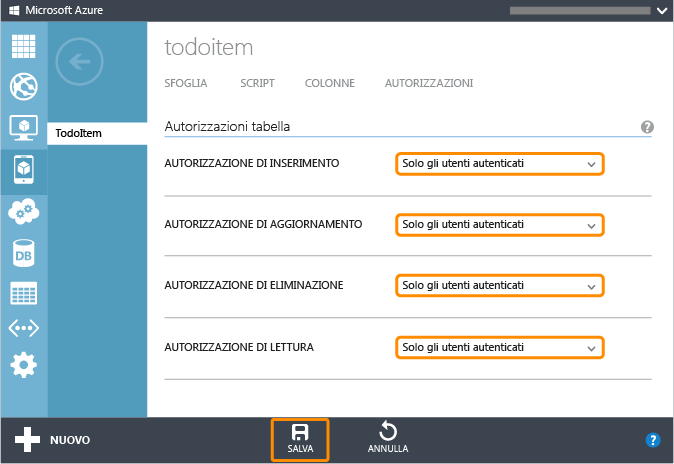 Microsoft Azure
todoitem
SFOGLIA SCRIPT COLONNE AUTORIZZAZIONI
TodoItem
Autorizzazioni tabella ?
AUTORIZZAZIONE DI INSERIMENTO Solo gli utenti autenticati
AUTORIZZAZIONE DI AGGIORNAMENTO Solo gli utenti autenticati
DB
AUTORIZZAZIONE DI ELIMINAZIONE Solo gli utenti autenticati
AUTORIZZAZIONE DI LETTURA Solo gli utenti autenticati
NUOVO SALVA ANNULLA ?